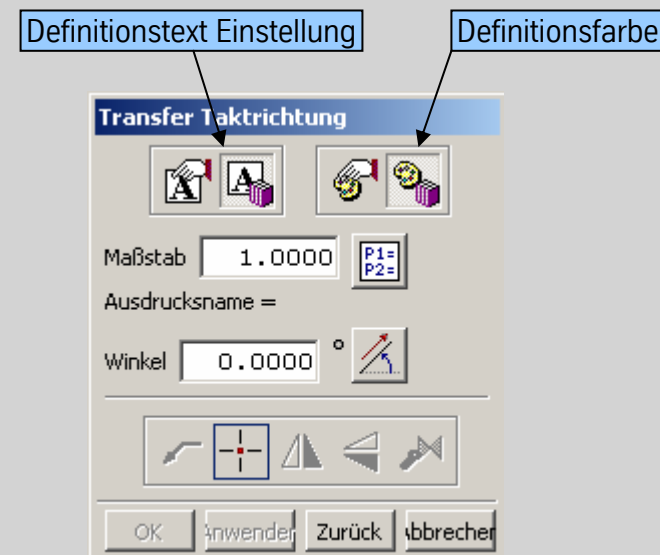 Definitionstext Einstellung
Definitionsfarbe
Transfer Taktrichtung
A A
Maßstab 1.0000 P1=
P2=
Ausdrucksname =
Winkel 0.0000 °
OK Anwenden Zurück Abbrechen